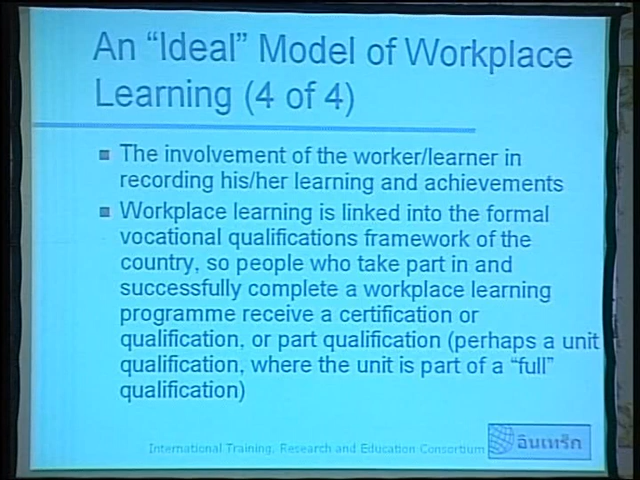 An “Ideal” Model of Workplace
Learning (4 of 4)
The involvement of the worker/learner in
recording his/her learning and achievements
Workplace learning is linked into the formal
vocational qualifications framework of the
country, so people who take part in and
successfully complete a workplace learning
programme receive a certification or
qualification, or part qualification (perhaps a unit
qualification, where the unit is part of a “full”
qualification)
International Training, Research and Education Consortium
อินเทร็ก